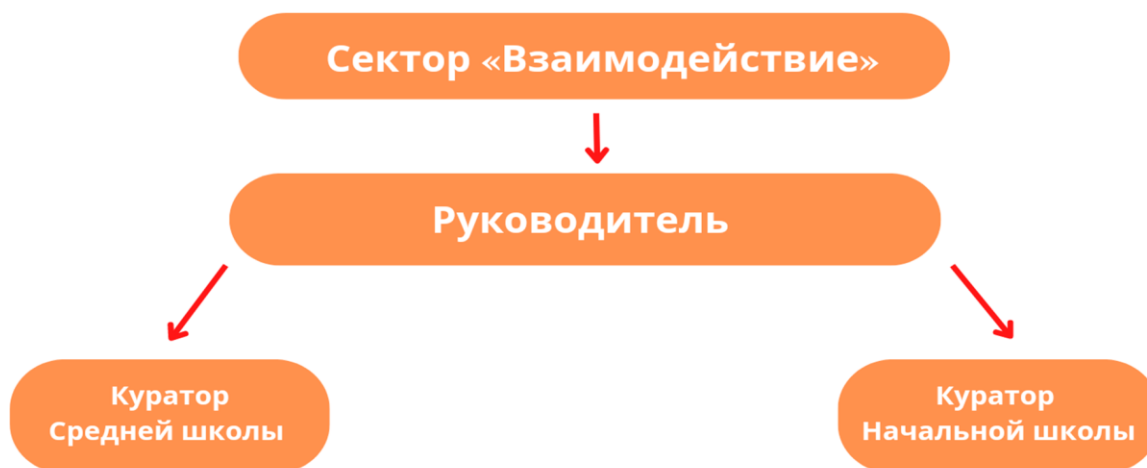 Сектор «Взаимодействие»
Руководитель
Куратор
Средней школы
Куратор
Начальной школы